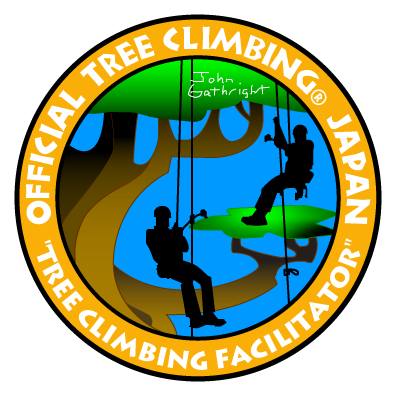 OFFICIAL TREE CLIMBING® JAPAN
John
Gathright
"TREE CLIMBING FACILITATOR"